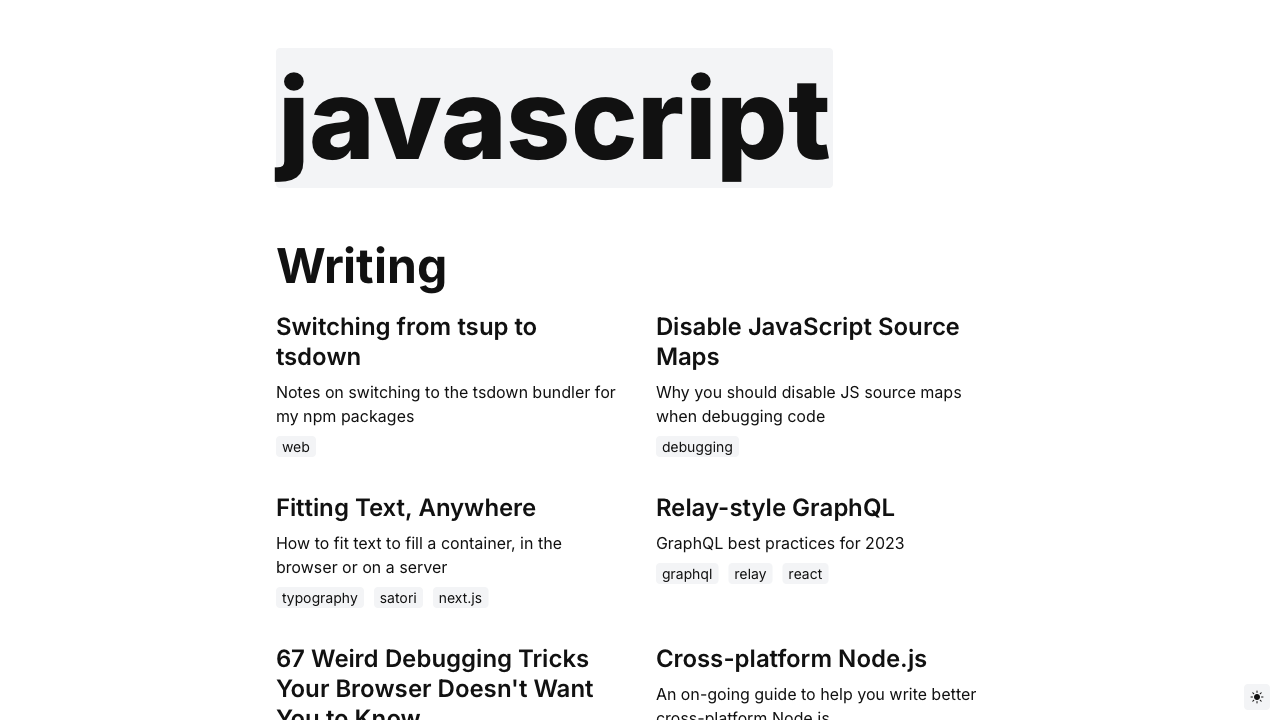 javascript
Writing
Switching from tsup to
tsdown
Notes on switching to the tsdown bundler for
my npm packages
web
Disable JavaScript Source
Maps
Why you should disable JS source maps
when debugging code
debugging
Fitting Text, Anywhere
How to fit text to fill a container, in the
browser or on a server
typography satori next.js
Relay-style GraphQL
GraphQL best practices for 2023
graphql relay react
67 Weird Debugging Tricks
Your Browser Doesn't Want
You to Know
Cross-platform Node.js
An on-going guide to help you write better
cross-platform Node.js